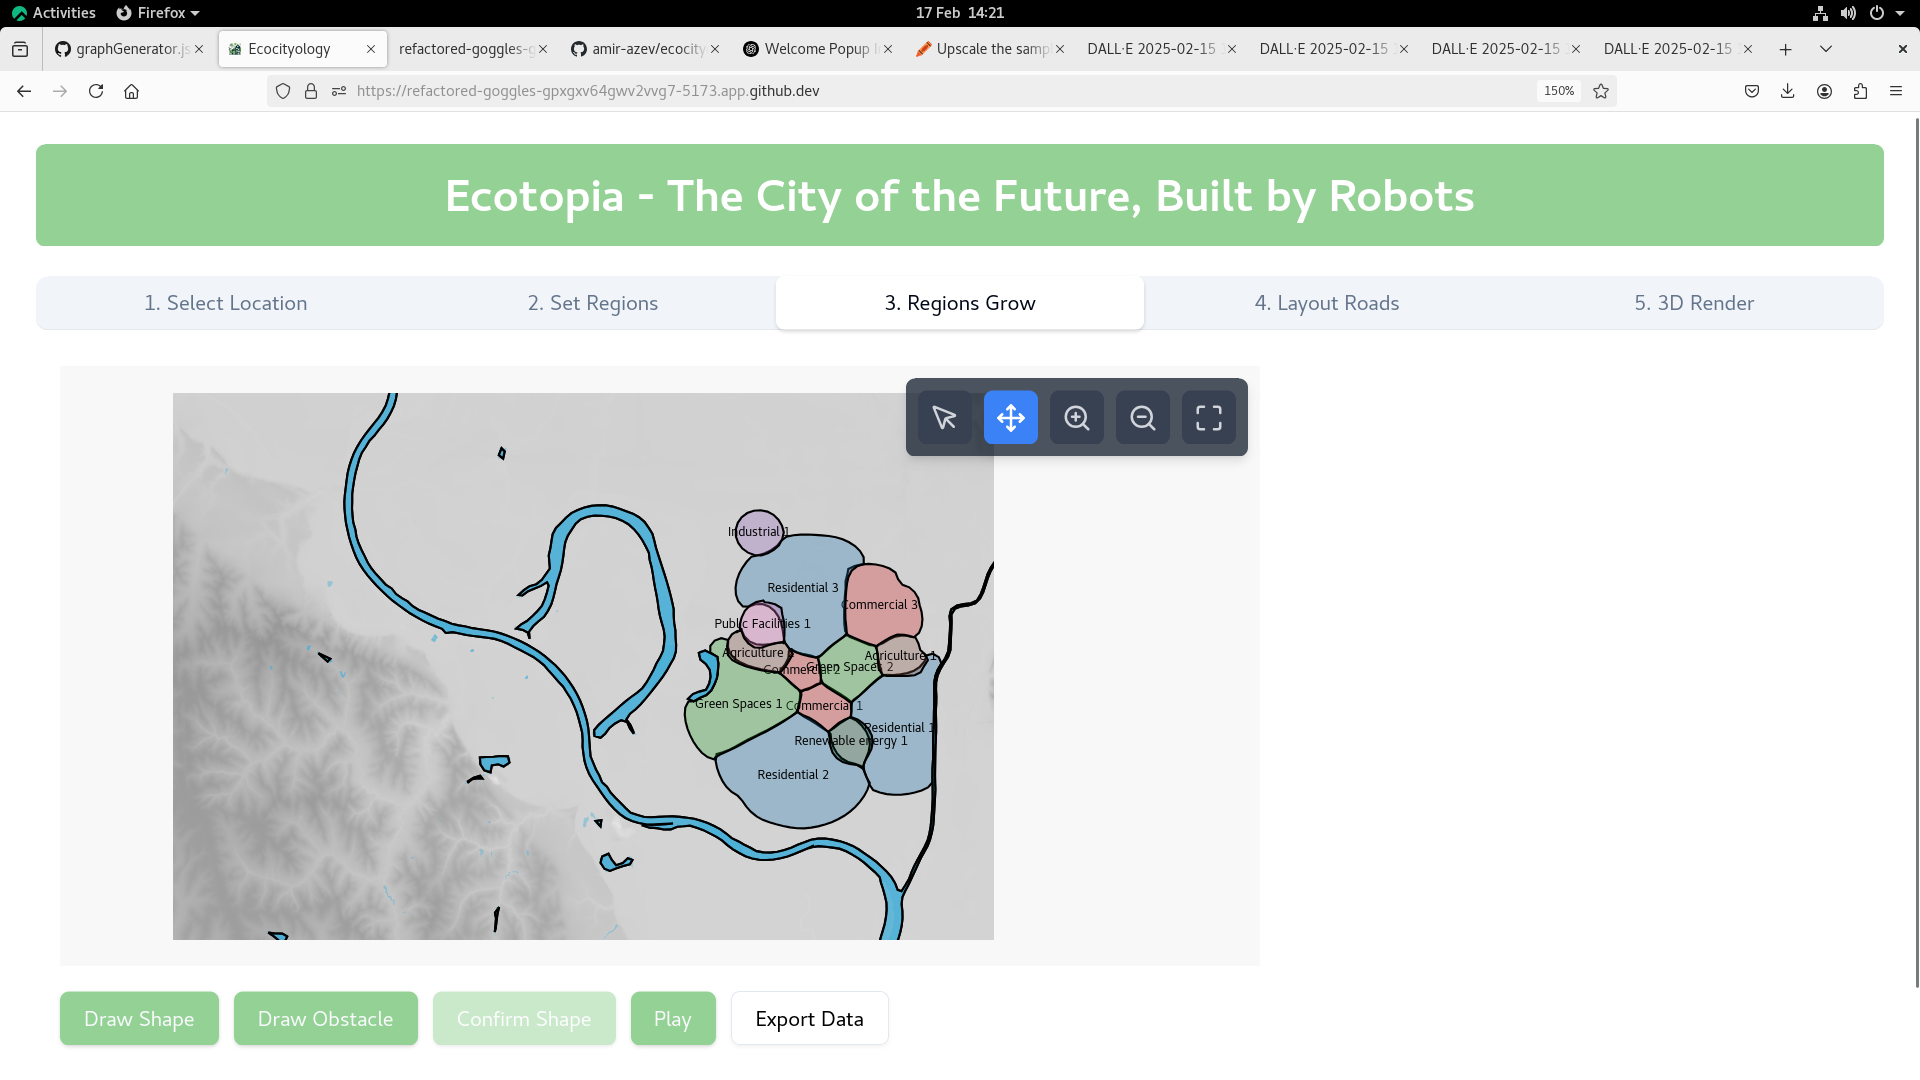 Activities Firefox 17 Feb 14:21
graphGenerator.js Ecocityology refactored-goggles-g amir-azev/ecocity Welcome Popup Upscale the samp DALL·E 2025-02-15 DALL·E 2025-02-15 DALL·E 2025-02-15 DALL·E 2025-02-15
https://refactored-goggles-gpxgxv64gwv2vvg7-5173.app.github.dev 150%
Ecotopia - The City of the Future, Built by Robots
1. Select Location 2. Set Regions 3. Regions Grow 4. Layout Roads 5. 3D Render
Industrial 1
Residential 3
Commercial 3
Public Facilities 1
Agriculture
Agriculture 1
Commercial 2
Green Spaces 2
Green Spaces 1
Commercial 1
Residential 1
Renewable energy 1
Residential 2
Draw Shape Draw Obstacle Confirm Shape Play Export Data